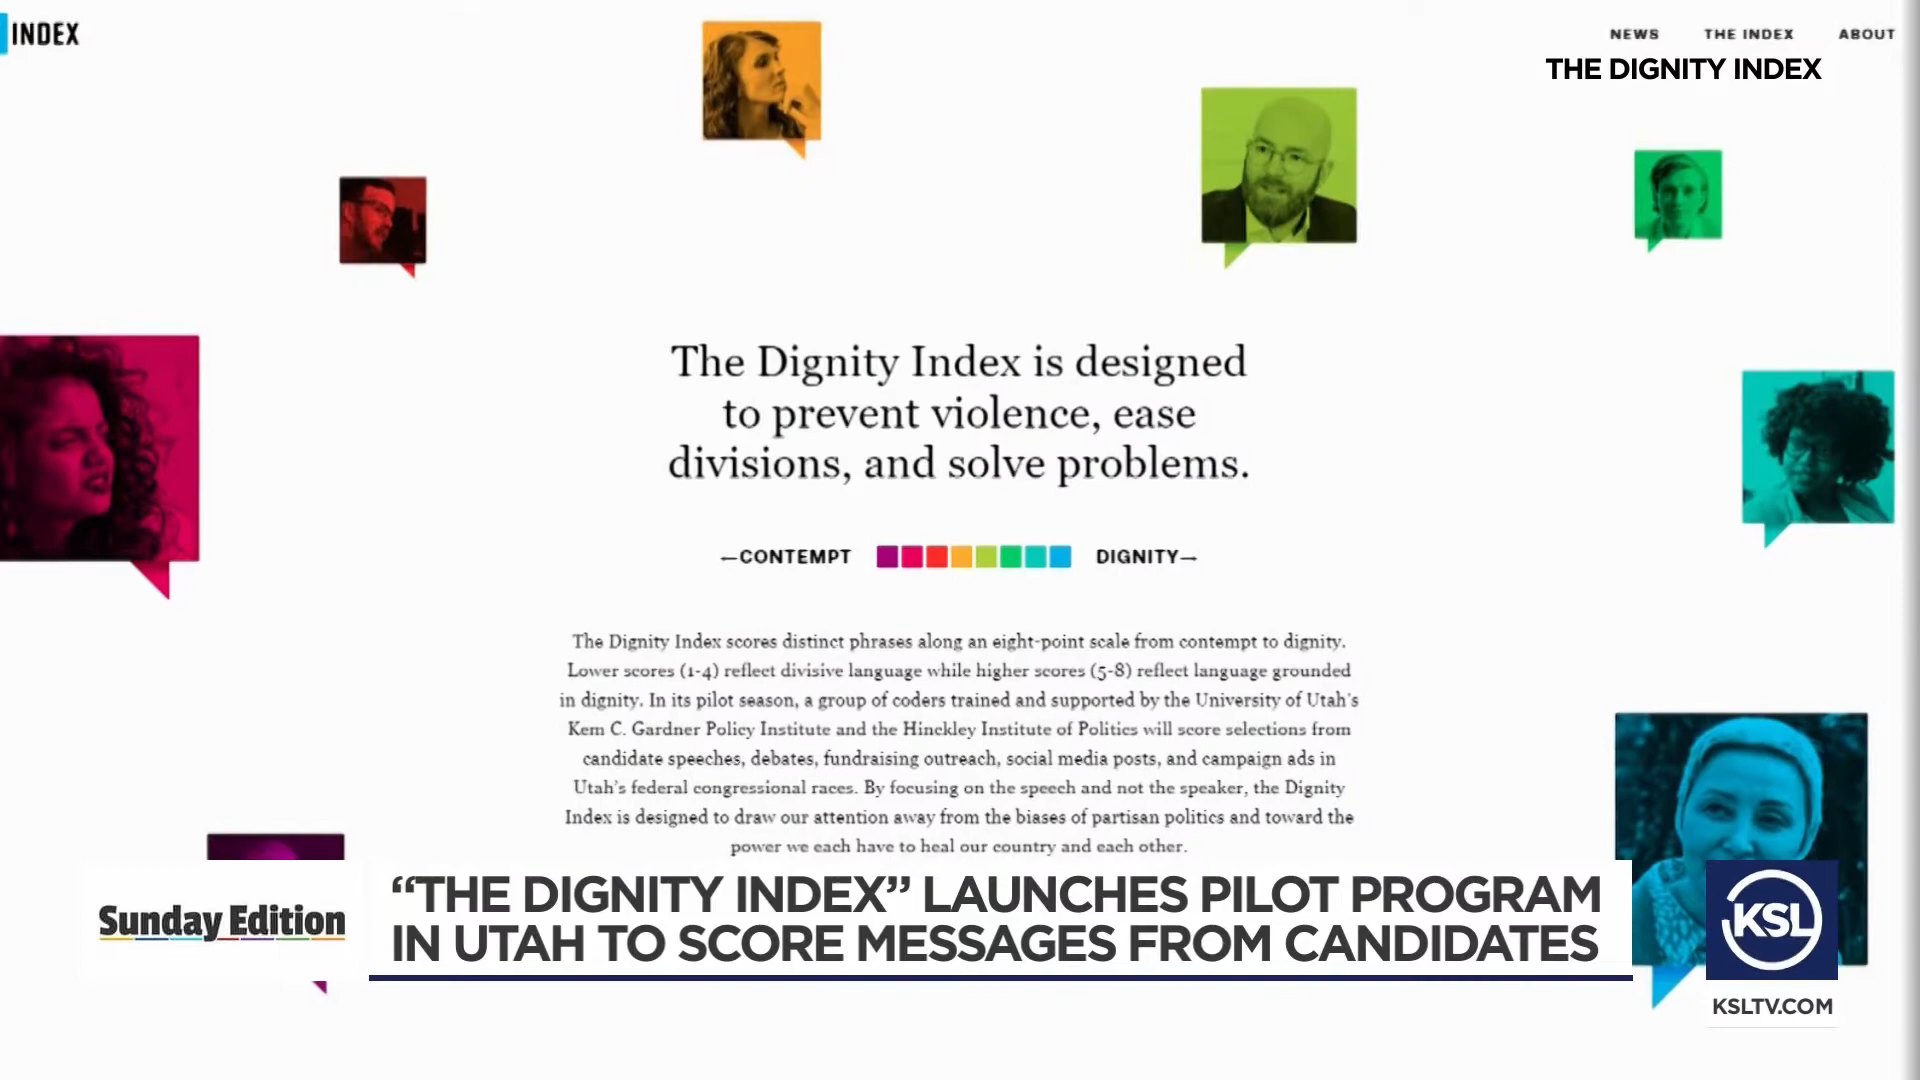 INDEX
NEWS THE INDEX ABOUT
THE DIGNITY INDEX
The Dignity Index is designed
to prevent violence, ease
divisions, and solve problems.
←CONTEMPT DIGNITY→
The Dignity Index scores distinct phrases along an eight-point scale from contempt to dignity.
Lower scores (1-4) reflect divisive language while higher scores (5-8) reflect language grounded
in dignity. In its pilot season, a group of coders trained and supported by the University of Utah's
Kem C. Gardner Policy Institute and the Hinckley Institute of Politics will score selections from
candidate speeches, debates, fundraising outreach, social media posts, and campaign ads in
Utah's federal congressional races. By focusing on the speech and not the speaker, the Dignity
Index is designed to draw our attention away from the biases of partisan politics and toward the
power we each have to heal our country and each other.
Sunday Edition
“THE DIGNITY INDEX” LAUNCHES PILOT PROGRAM
IN UTAH TO SCORE MESSAGES FROM CANDIDATES
KSL
KSLTV.COM